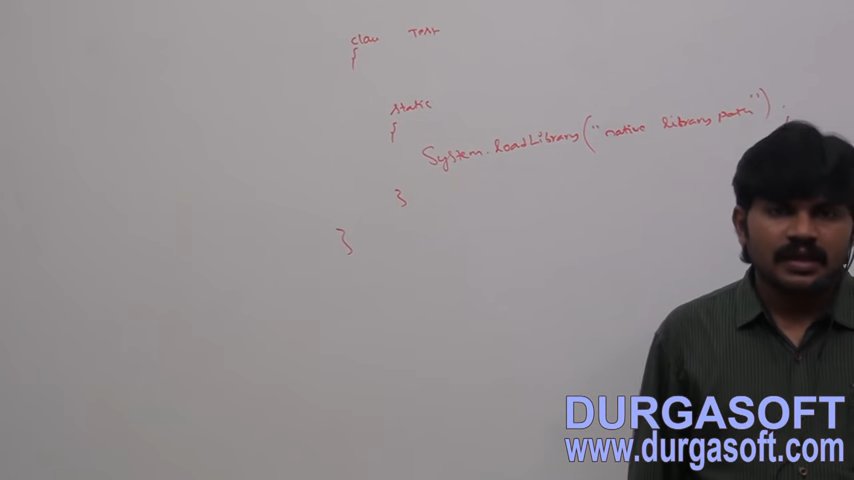 class Test
{
static
{
System.loadLibrary("native library path");
}
}
DURGASOFT
www.durgasoft.com